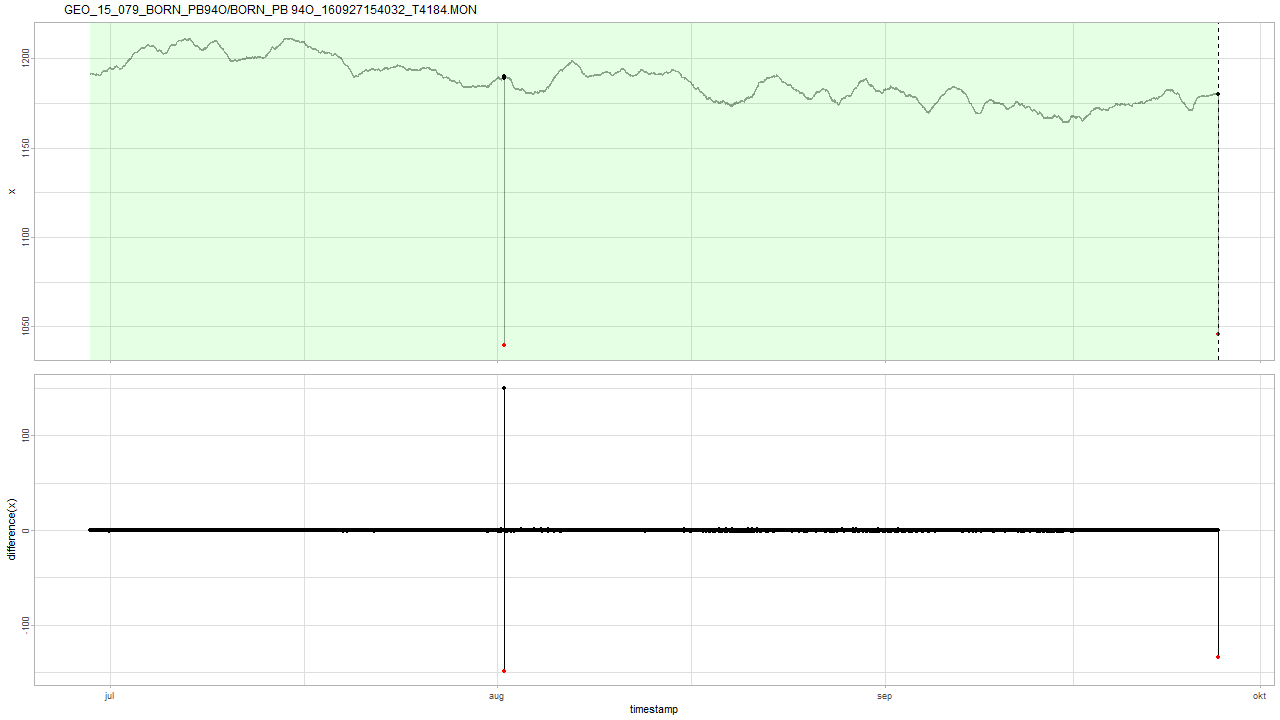 GEO_15_079_BORN_PB94O/BORN_PB 94O_160927154032_T4184.MON
1200
1150
1100
1050
x
100
0
-100
difference(x)
jul
aug
sep
okt
timestamp